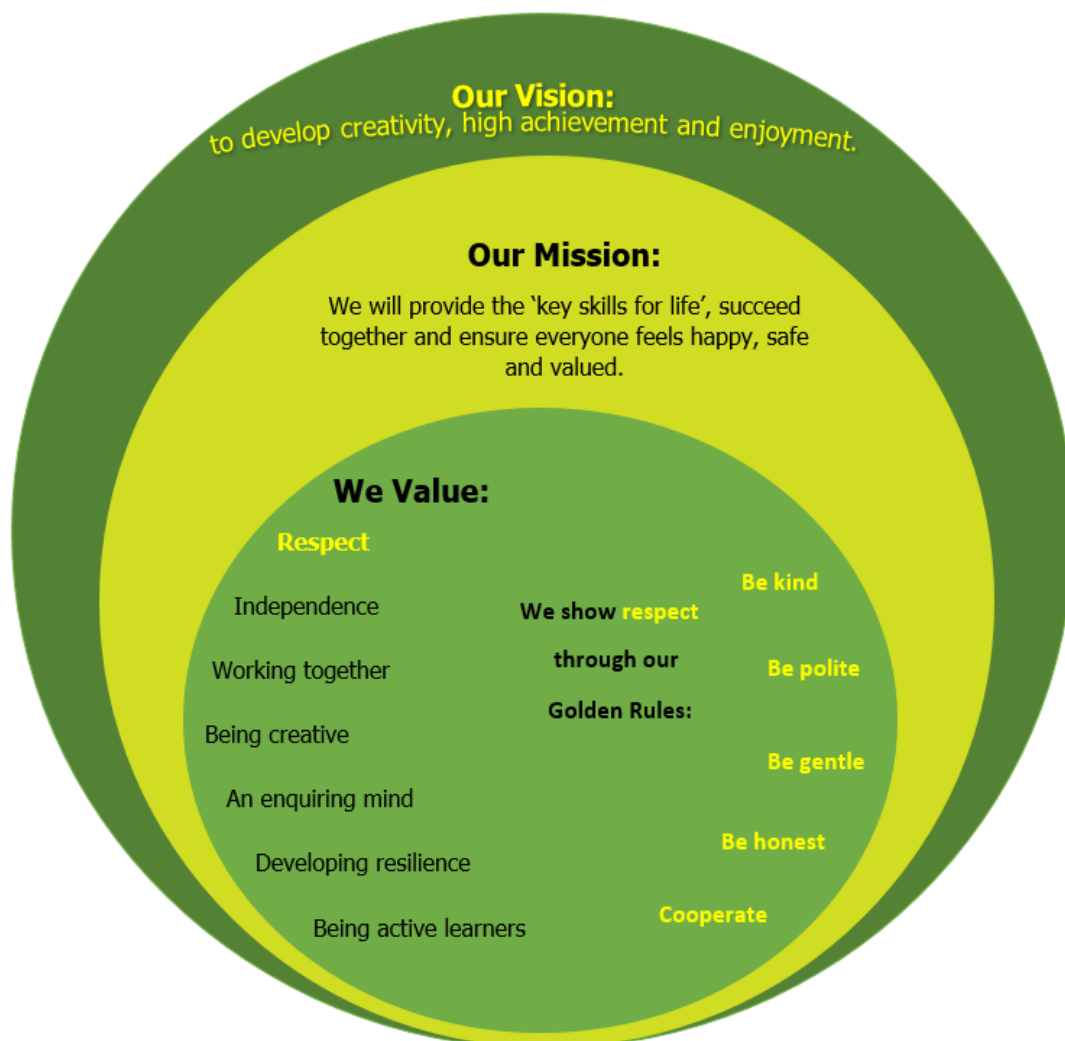 Our Vision:
to develop creativity, high achievement and enjoyment.
Our Mission:
We will provide the ‘key skills for life’, succeed
together and ensure everyone feels happy, safe
and valued.
We Value:
Respect
Independence
Working together
Being creative
An enquiring mind
Developing resilience
Being active learners
We show respect
through our
Golden Rules:
Be kind
Be polite
Be gentle
Be honest
Cooperate